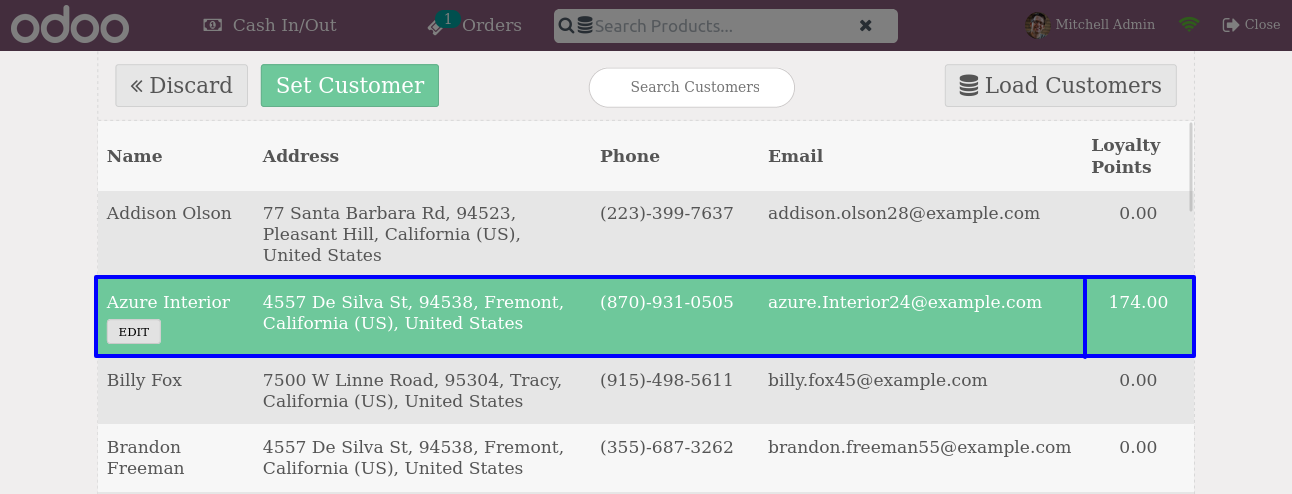 odoo Cash In/Out 1 Orders Search Products... Mitchell Admin Close
Discard Set Customer Search Customers Load Customers
Name Address Phone Email Loyalty
Points
Addison Olson 77 Santa Barbara Rd, 94523, (223)-399-7637 addison.olson28@example.com 0.00
Pleasant Hill, California (US),
United States
Azure Interior 4557 De Silva St, 94538, Fremont, (870)-931-0505 azure.Interior24@example.com 174.00
California (US), United States
EDIT
Billy Fox 7500 W Linne Road, 95304, Tracy, (915)-498-5611 billy.fox45@example.com 0.00
California (US), United States
Brandon 4557 De Silva St, 94538, Fremont, (355)-687-3262 brandon.freeman55@example.com 0.00
Freeman California (US), United States